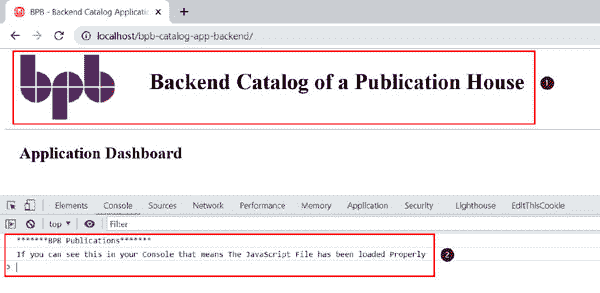 BPB - Backend Catalog Applicatio
localhost/bpb-catalog-app-backend/
bpb
Backend Catalog of a Publication House
1
Application Dashboard
Elements Console Sources Network Performance Memory Application Security Lighthouse EditThisCookie
top Filter
*******BPB Publications*******
If you can see this in your Console that means The JavaScript File has been loaded Properly
2